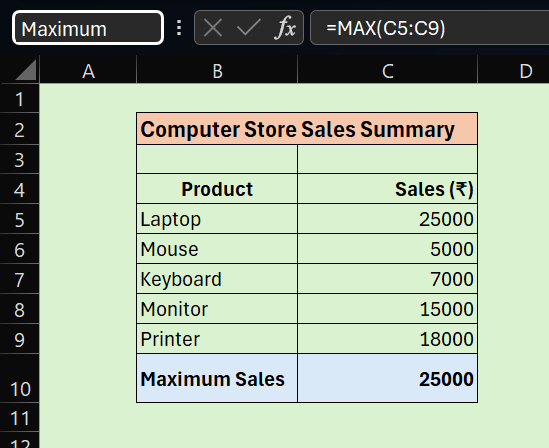 Maximum fx =MAX(C5:C9)
A B C D
1
2 Computer Store Sales Summary
3
4 Product Sales (₹)
5 Laptop 25000
6 Mouse 5000
7 Keyboard 7000
8 Monitor 15000
9 Printer 18000
10 Maximum Sales 25000
11
12